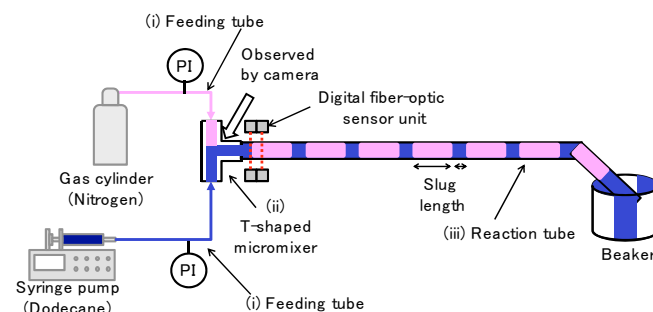 (i) Feeding tube
PI
Observed
by camera
Digital fiber-optic
sensor unit
Gas cylinder
(Nitrogen)
(ii)
T-shaped
micromixer
Slug
length
(iii) Reaction tube
Beaker
PI
Syringe pump
(Dodecane)
(i) Feeding tube